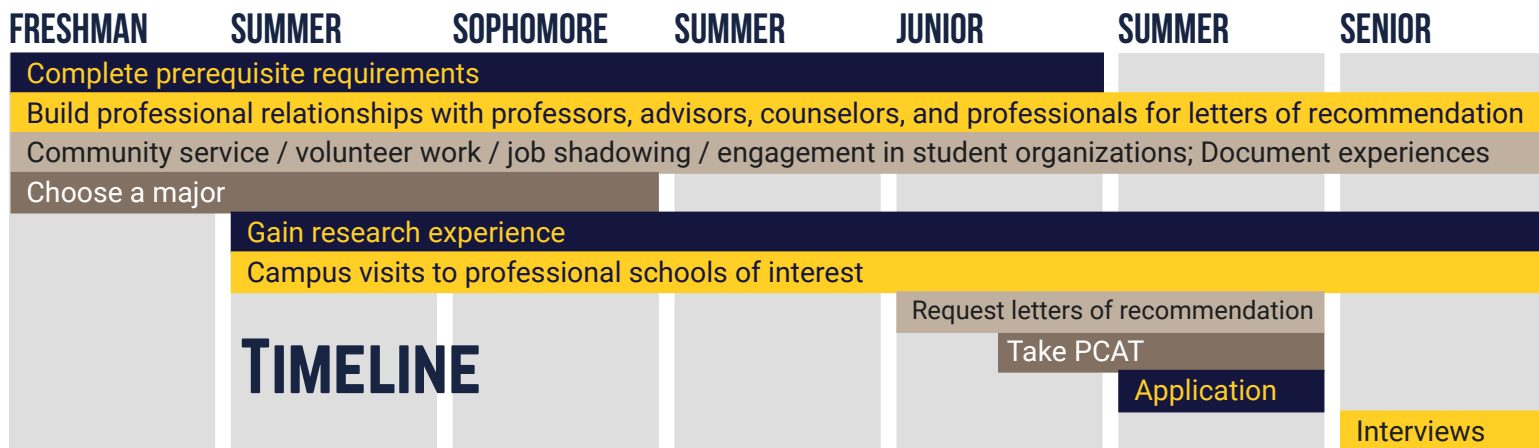 FRESHMAN SUMMER SOPHOMORE SUMMER JUNIOR SUMMER SENIOR
Complete prerequisite requirements
Build professional relationships with professors, advisors, counselors, and professionals for letters of recommendation
Community service / volunteer work / job shadowing / engagement in student organizations; Document experiences
Choose a major
Gain research experience
Campus visits to professional schools of interest
Request letters of recommendation
Take PCAT
TIMELINE
Application
Interviews